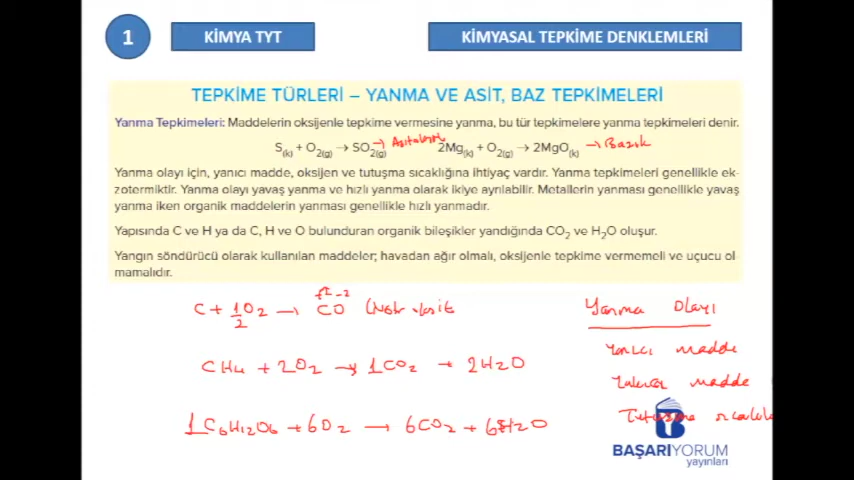 1
KİMYA TYT
KİMYASAL TEPKİME DENKLEMLERİ
TEPKİME TÜRLERİ – YANMA VE ASİT, BAZ TEPKİMELERİ
Yanma Tepkimeleri: Maddelerin oksijenle tepkime vermesine yanma, bu tür tepkimelere yanma tepkimeleri denir.
S(k) + O2(g) → SO2(g) → 2Mg(k) + O2(g) → 2MgO(k) → Bazik
Yanma olayı için, yanıcı madde, oksijen ve tutuşma sıcaklığına ihtiyaç vardır. Yanma tepkimeleri genellikle ek-
zotermiktir. Yanma olayı yavaş yanma ve hızlı yanma olarak ikiye ayrılabilir. Metallerin yanması genellikle yavaş
yanma iken organik maddelerin yanması genellikle hızlı yanmadır.
Yapısında C ve H ya da C, H ve O bulunduran organik bileşikler yandığında CO2 ve H2O oluşur.
Yangın söndürücü olarak kullanılan maddeler; havadan ağır olmalı, oksijenle tepkime vermemeli ve uçucu ol-
mamalıdır.
+2 -2
C + 1/2 O2 → CO
Yanma Olayı
Yanıcı madde
CH4 + 2O2 → 1CO2 + 2H2O
Yakıcı madde
Tutuşma
1C6H12O6 + 6O2 → 6CO2 + 6H2O
BAŞARIYORUM
yayınları